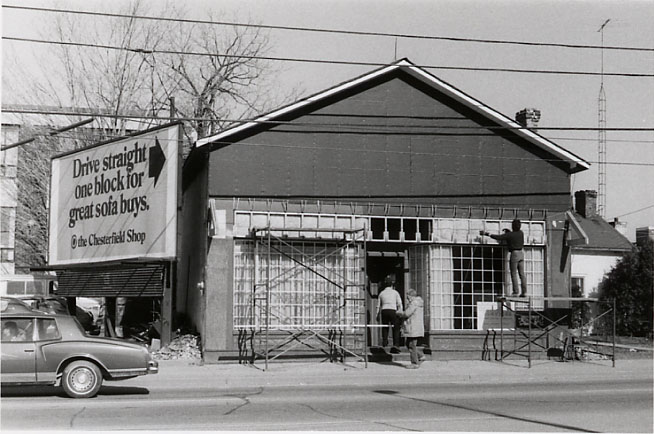 Drive straight
one block for
great sofa buys.
the Chesterfield Shop